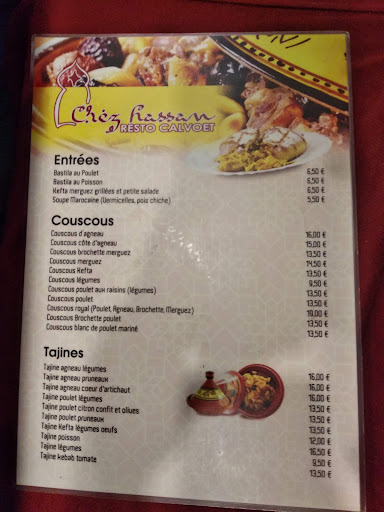 Chéz hassan
RESTO CALVOET
Entrées
Bastila au Poulet 6,50 €
Bastila au Poisson 6,50 €
Kefta merguez grillées et petite salade 6,50 €
Soupe Marocaine (Vermicelles, pois chiche) 5,50 €
Couscous
Couscous d'agneau 16,00 €
Couscous côte d'agneau 15,00 €
Couscous brochette merguez 13,50 €
Couscous merguez 14,50 €
Couscous Kefta 13,50 €
Couscous légumes 9,50 €
Couscous poulet aux raisins (légumes) 13,50 €
Couscous poulet 13,50 €
Couscous royal (Poulet, Agneau, Brochette, Merguez) 19,00 €
Couscous Brochette poulet 13,50 €
Couscous blanc de poulet mariné 13,50 €
Tajines
Tajine agneau légumes 16,00 €
Tajine agneau pruneaux 16,00 €
Tajine agneau coeur d'artichaut 16,00 €
Tajine poulet légumes 13,50 €
Tajine poulet citron confit et olives 13,50 €
Tajine poulet pruneaux 13,50 €
Tajine Kefta légumes oeufs 12,00 €
Tajine poisson 16,50 €
Tajine légumes 9,50 €
Tajine kebab tomate 13,50 €